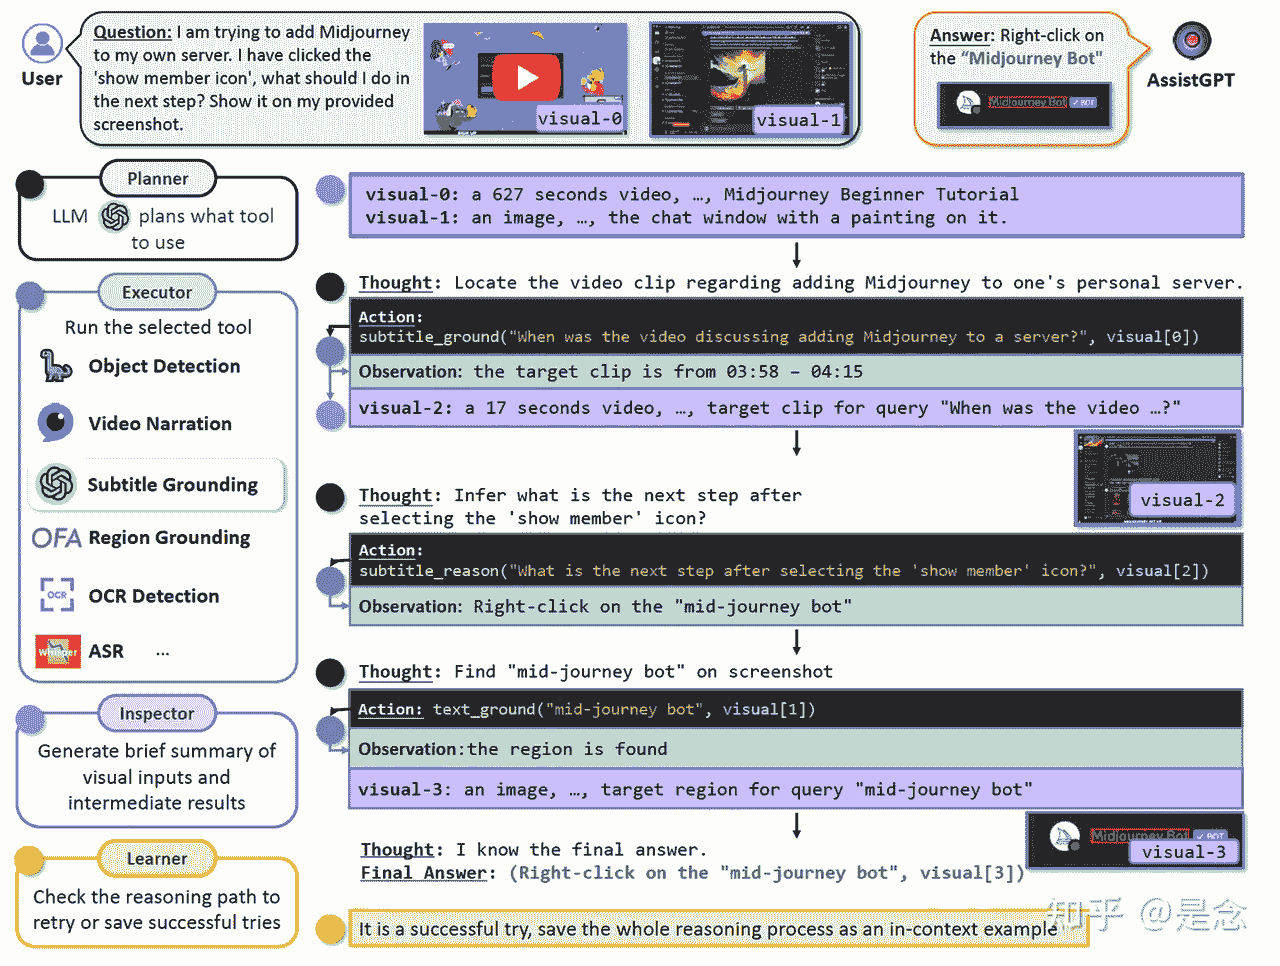 Question: I am trying to add Midjourney
to my own server. I have clicked the
'show member icon', what should I do in
the next step? Show it on my provided
screenshot.
User
visual-0
visual-1
Answer: Right-click on
the "Midjourney Bot"
Midjourney Bot ✓ BOT
AssistGPT
Planner
LLM plans what tool
to use
Executor
Run the selected tool
Object Detection
Video Narration
Subtitle Grounding
OFA Region Grounding
OCR OCR Detection
Whisper ASR ...
Inspector
Generate brief summary of
visual inputs and
intermediate results
Learner
Check the reasoning path to
retry or save successful tries
visual-0: a 627 seconds video, …, Midjourney Beginner Tutorial
visual-1: an image, …, the chat window with a painting on it.
Thought: Locate the video clip regarding adding Midjourney to one's personal server.
Action:
subtitle_ground("When was the video discussing adding Midjourney to a server?", visual[0])
Observation: the target clip is from 03:58 – 04:15
visual-2: a 17 seconds video, …, target clip for query "When was the video …?"
visual-2
Thought: Infer what is the next step after
selecting the 'show member' icon?
Action:
subtitle_reason("What is the next step after selecting the 'show member' icon?", visual[2])
Observation: Right-click on the "mid-journey bot"
Thought: Find "mid-journey bot" on screenshot
Action: text_ground("mid-journey bot", visual[1])
Observation:the region is found
visual-3: an image, …, target region for query "mid-journey bot"
Midjourney Bot ✓ BOT
visual-3
Thought: I know the final answer.
Final Answer: (Right-click on the "mid-journey bot", visual[3])
It is a successful try, save the whole reasoning process as an in-context example
知乎 @是念